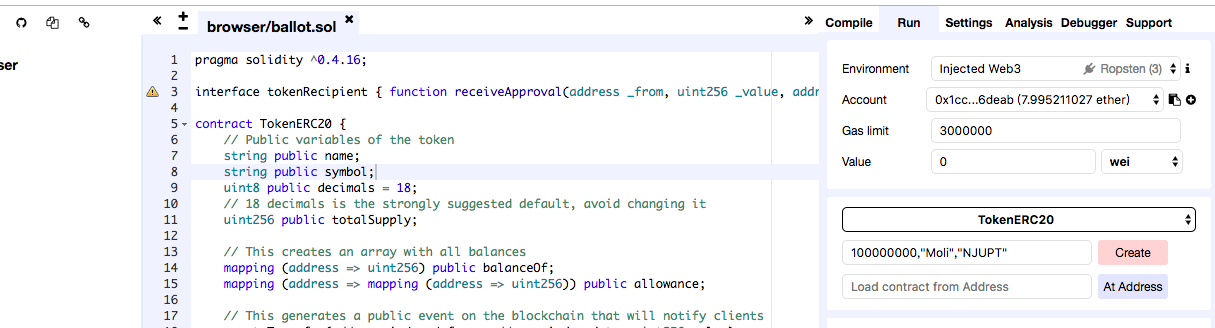 browser/ballot.sol
Compile Run Settings Analysis Debugger Support
ser
1 pragma solidity ^0.4.16;
2
3 interface tokenRecipient { function receiveApproval(address _from, uint256 _value, addr
4
5 contract TokenERC20 {
6 // Public variables of the token
7 string public name;
8 string public symbol;
9 uint8 public decimals = 18;
10 // 18 decimals is the strongly suggested default, avoid changing it
11 uint256 public totalSupply;
12
13 // This creates an array with all balances
14 mapping (address => uint256) public balanceOf;
15 mapping (address => mapping (address => uint256)) public allowance;
16
17 // This generates a public event on the blockchain that will notify clients
Environment Injected Web3 Ropsten (3)
Account 0x1cc...6deab (7.995211027 ether)
Gas limit 3000000
Value 0 wei
TokenERC20
100000000,"Moli","NJUPT" Create
Load contract from Address At Address